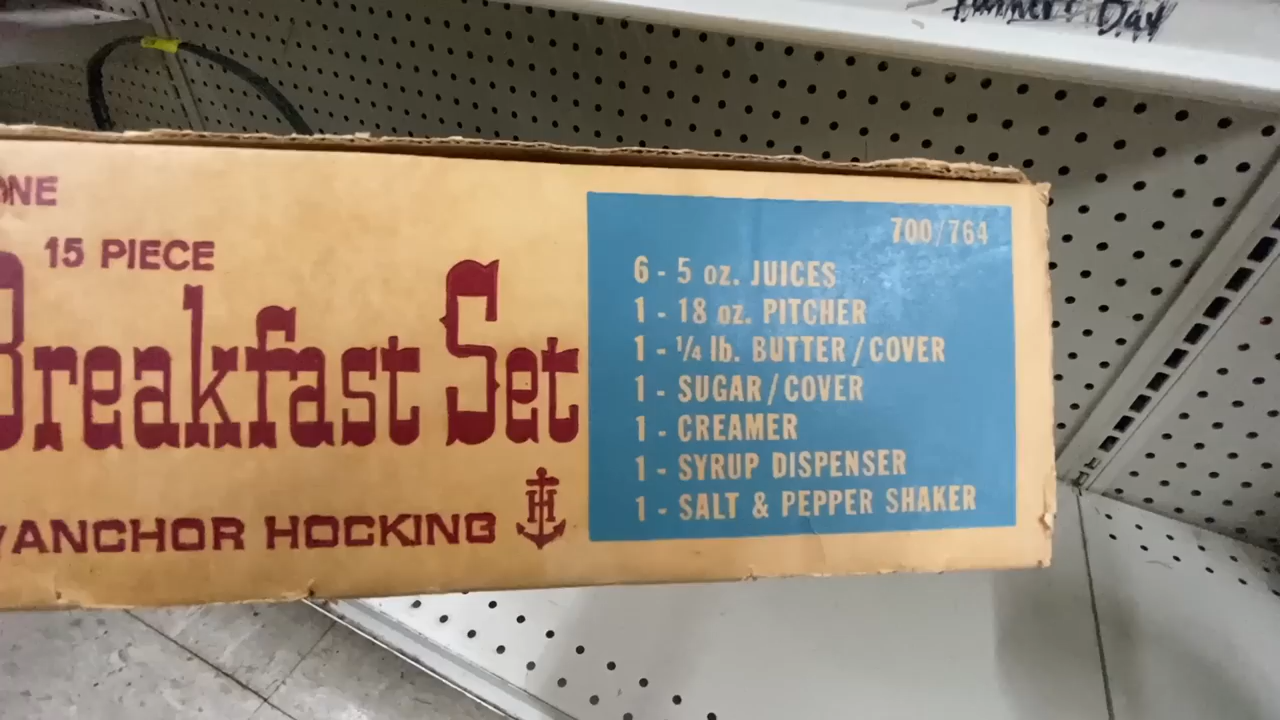 Day
ONE
15 PIECE
Breakfast Set
ANCHOR HOCKING
700/764
6 - 5 oz. JUICES
1 - 18 oz. PITCHER
1 - 1/4 lb. BUTTER/COVER
1 - SUGAR/COVER
1 - CREAMER
1 - SYRUP DISPENSER
1 - SALT & PEPPER SHAKER